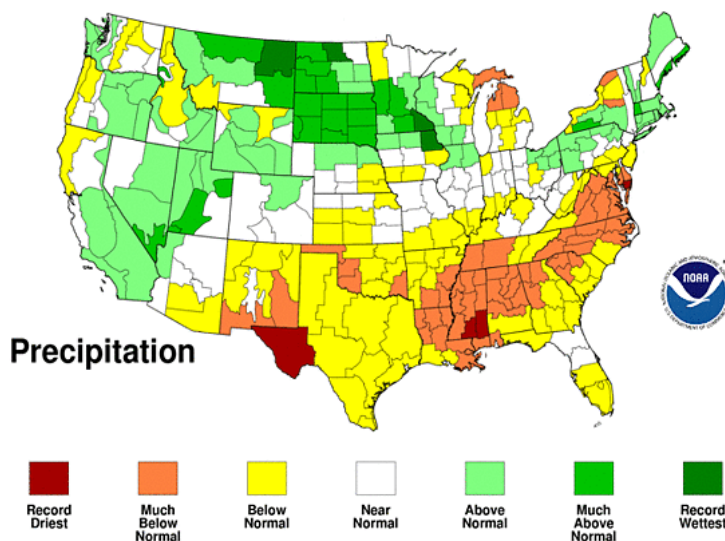 NOAA
Precipitation
Record
Driest
Much
Below
Normal
Below
Normal
Near
Normal
Above
Normal
Much
Above
Normal
Record
Wettest